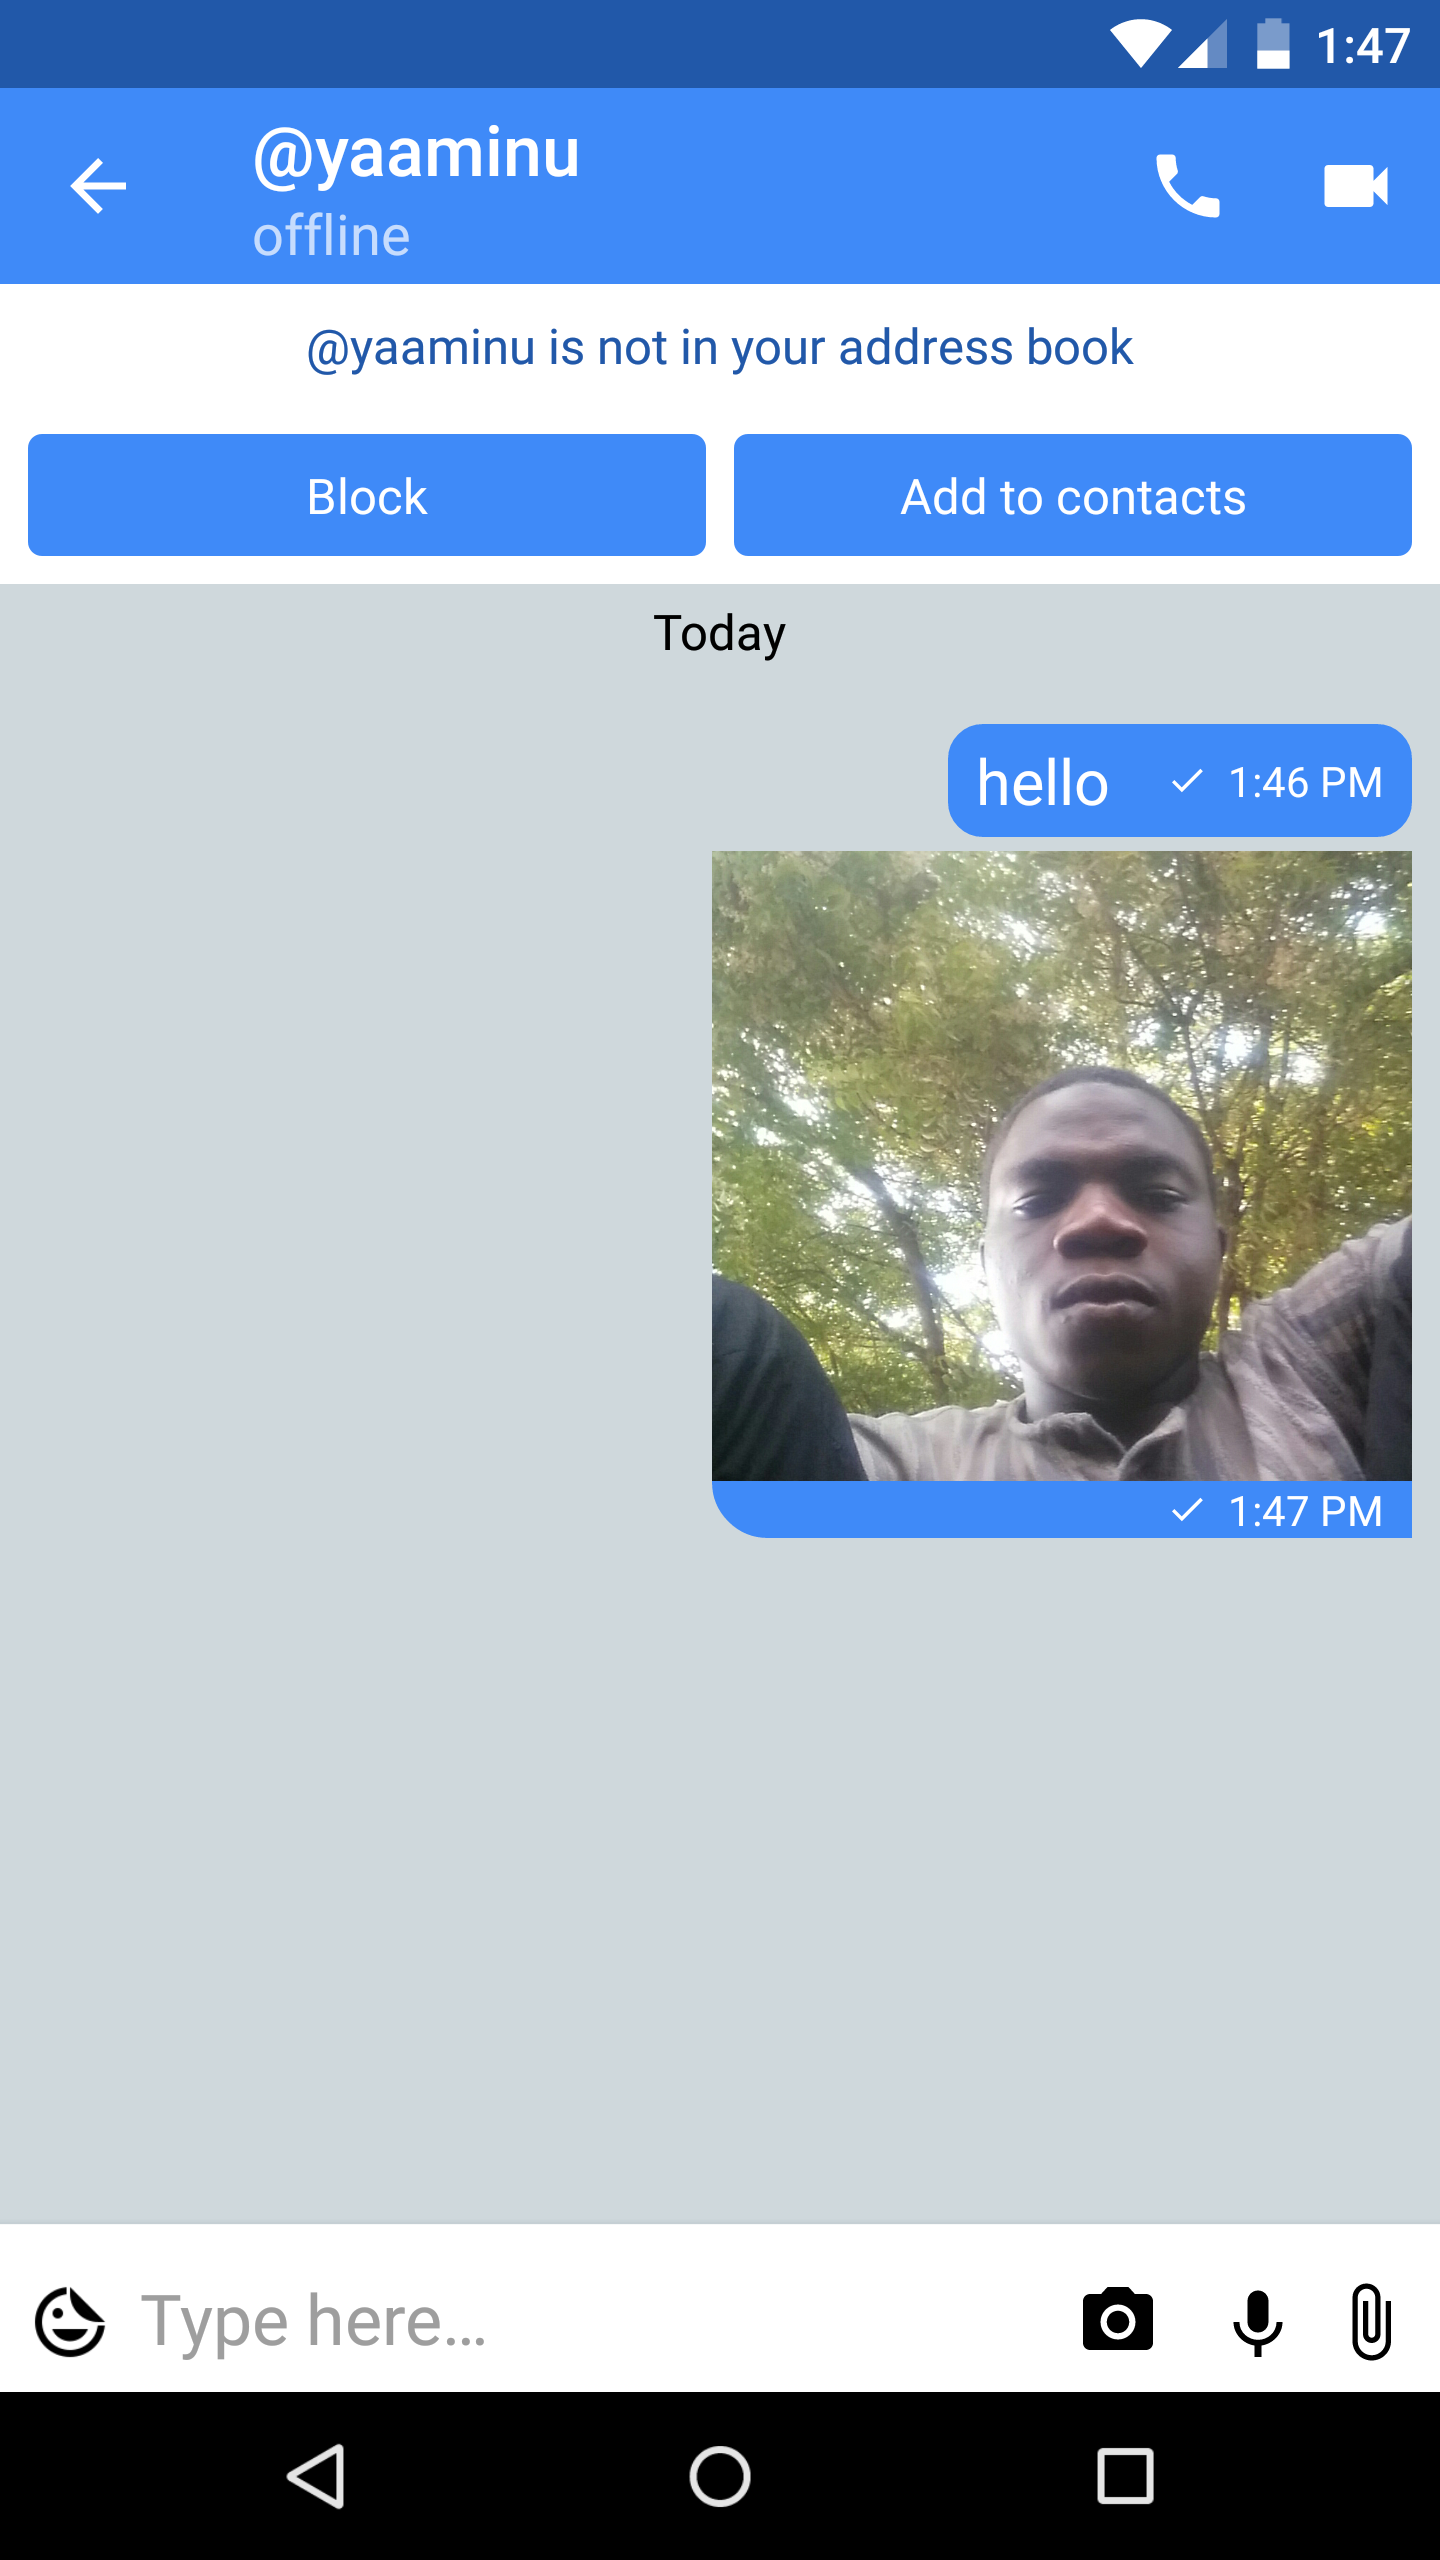 1:47
@yaaminu
offline
@yaaminu is not in your address book
Block
Add to contacts
Today
hello 1:46 PM
1:47 PM
Type here...